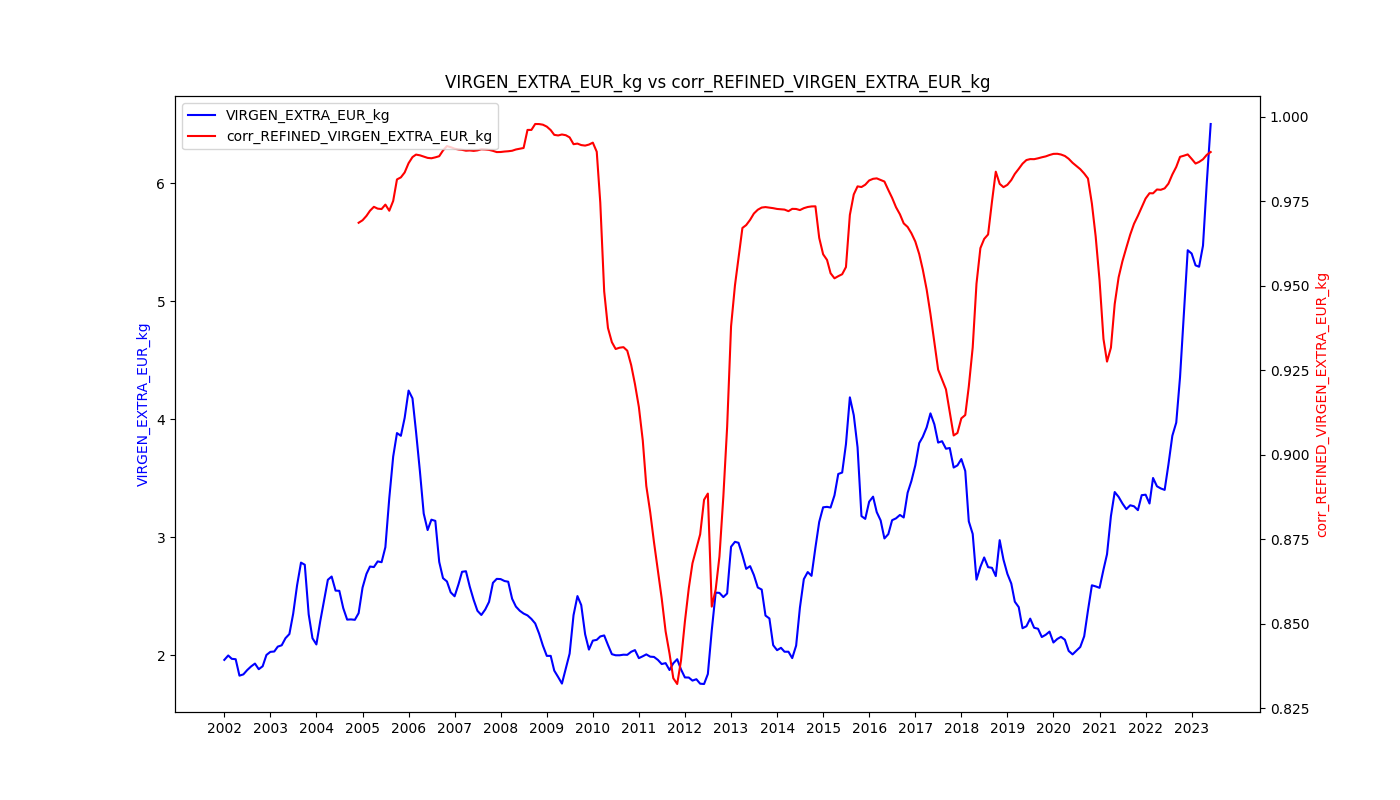 VIRGEN_EXTRA_EUR_kg vs corr_REFINED_VIRGEN_EXTRA_EUR_kg
VIRGEN_EXTRA_EUR_kg
corr_REFINED_VIRGEN_EXTRA_EUR_kg
VIRGEN_EXTRA_EUR_kg
6
5
4
3
2
1.000
0.975
0.950
0.925
0.900
0.875
0.850
0.825
corr_REFINED_VIRGEN_EXTRA_EUR_kg
2002 2003 2004 2005 2006 2007 2008 2009 2010 2011 2012 2013 2014 2015 2016 2017 2018 2019 2020 2021 2022 2023